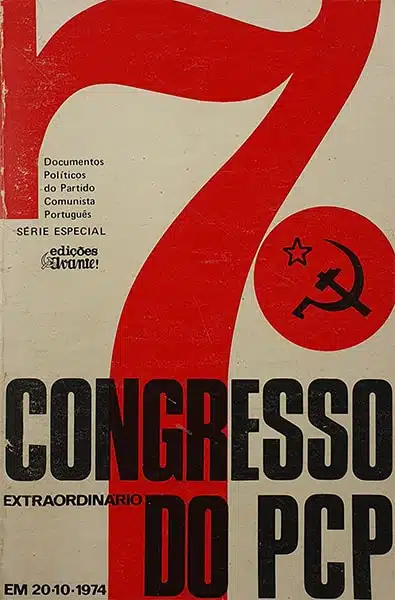 7º
Documentos
Políticos
do Partido
Comunista
Português
SÉRIE ESPECIAL
edições
Avante!
CONGRESSO
EXTRAORDINÁRIO
DO PCP
EM 20·10·1974